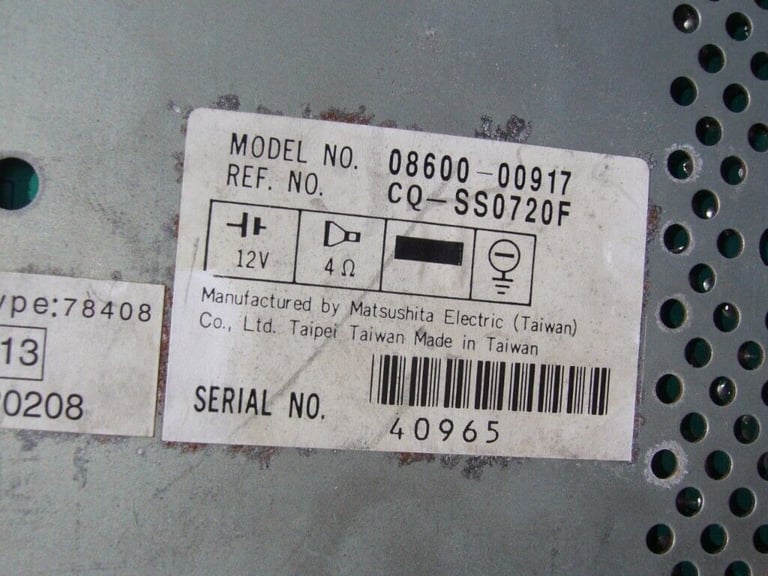 MODEL NO. 08600-00917
REF. NO. CQ-SS0720F
12V
4 Ω
Manufactured by Matsushita Electric (Taiwan)
Co., Ltd. Taipei Taiwan Made in Taiwan
SERIAL NO.
40965
ype:78408
13
0208